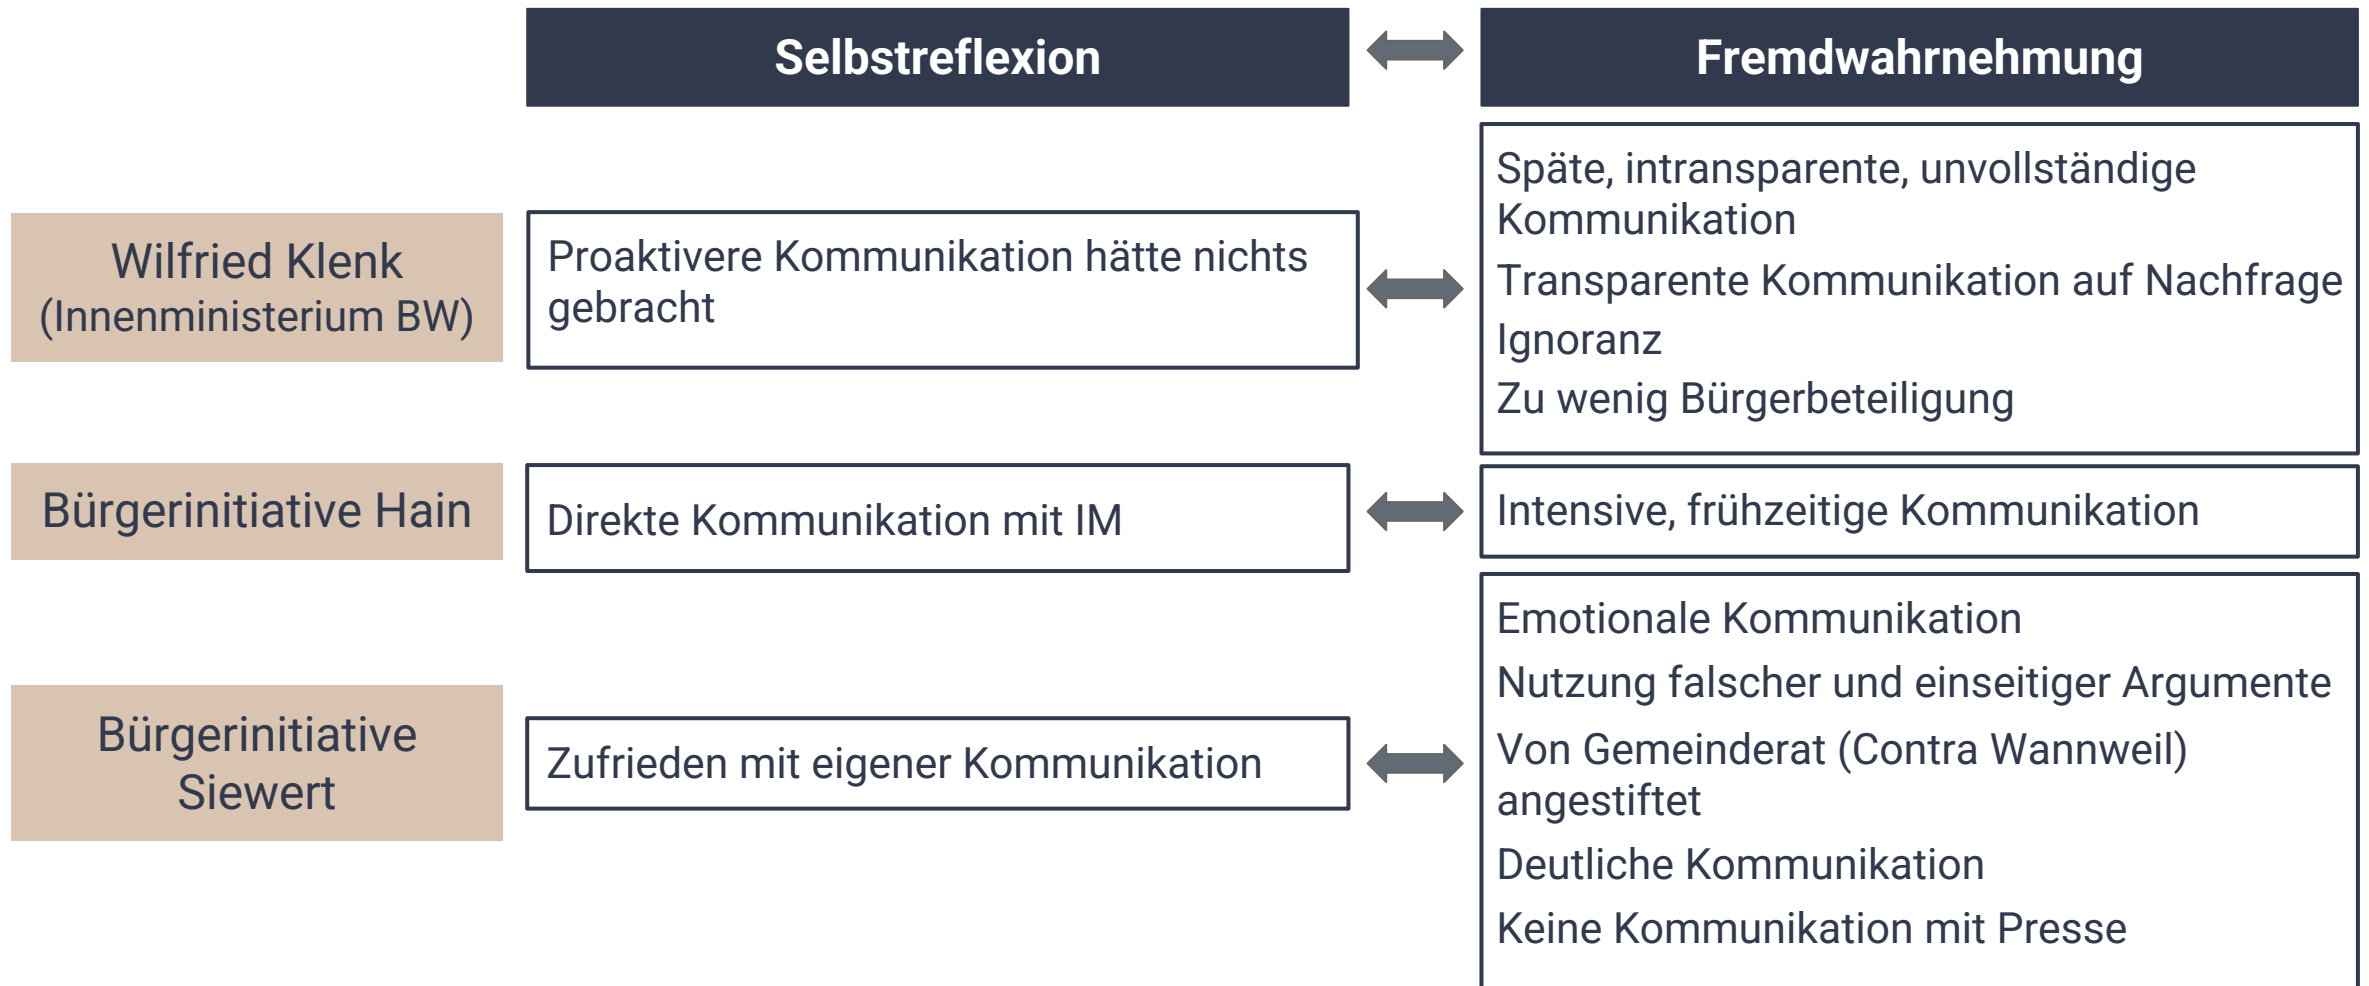 Selbstreflexion
Fremdwahrnehmung
Wilfried Klenk
(Innenministerium BW)
Proaktivere Kommunikation hätte nichts
gebracht
Späte, intransparente, unvollständige
Kommunikation
Transparente Kommunikation auf Nachfrage
Ignoranz
Zu wenig Bürgerbeteiligung
Bürgerinitiative Hain
Direkte Kommunikation mit IM
Intensive, frühzeitige Kommunikation
Bürgerinitiative
Siewert
Zufrieden mit eigener Kommunikation
Emotionale Kommunikation
Nutzung falscher und einseitiger Argumente
Von Gemeinderat (Contra Wannweil)
angestiftet
Deutliche Kommunikation
Keine Kommunikation mit Presse